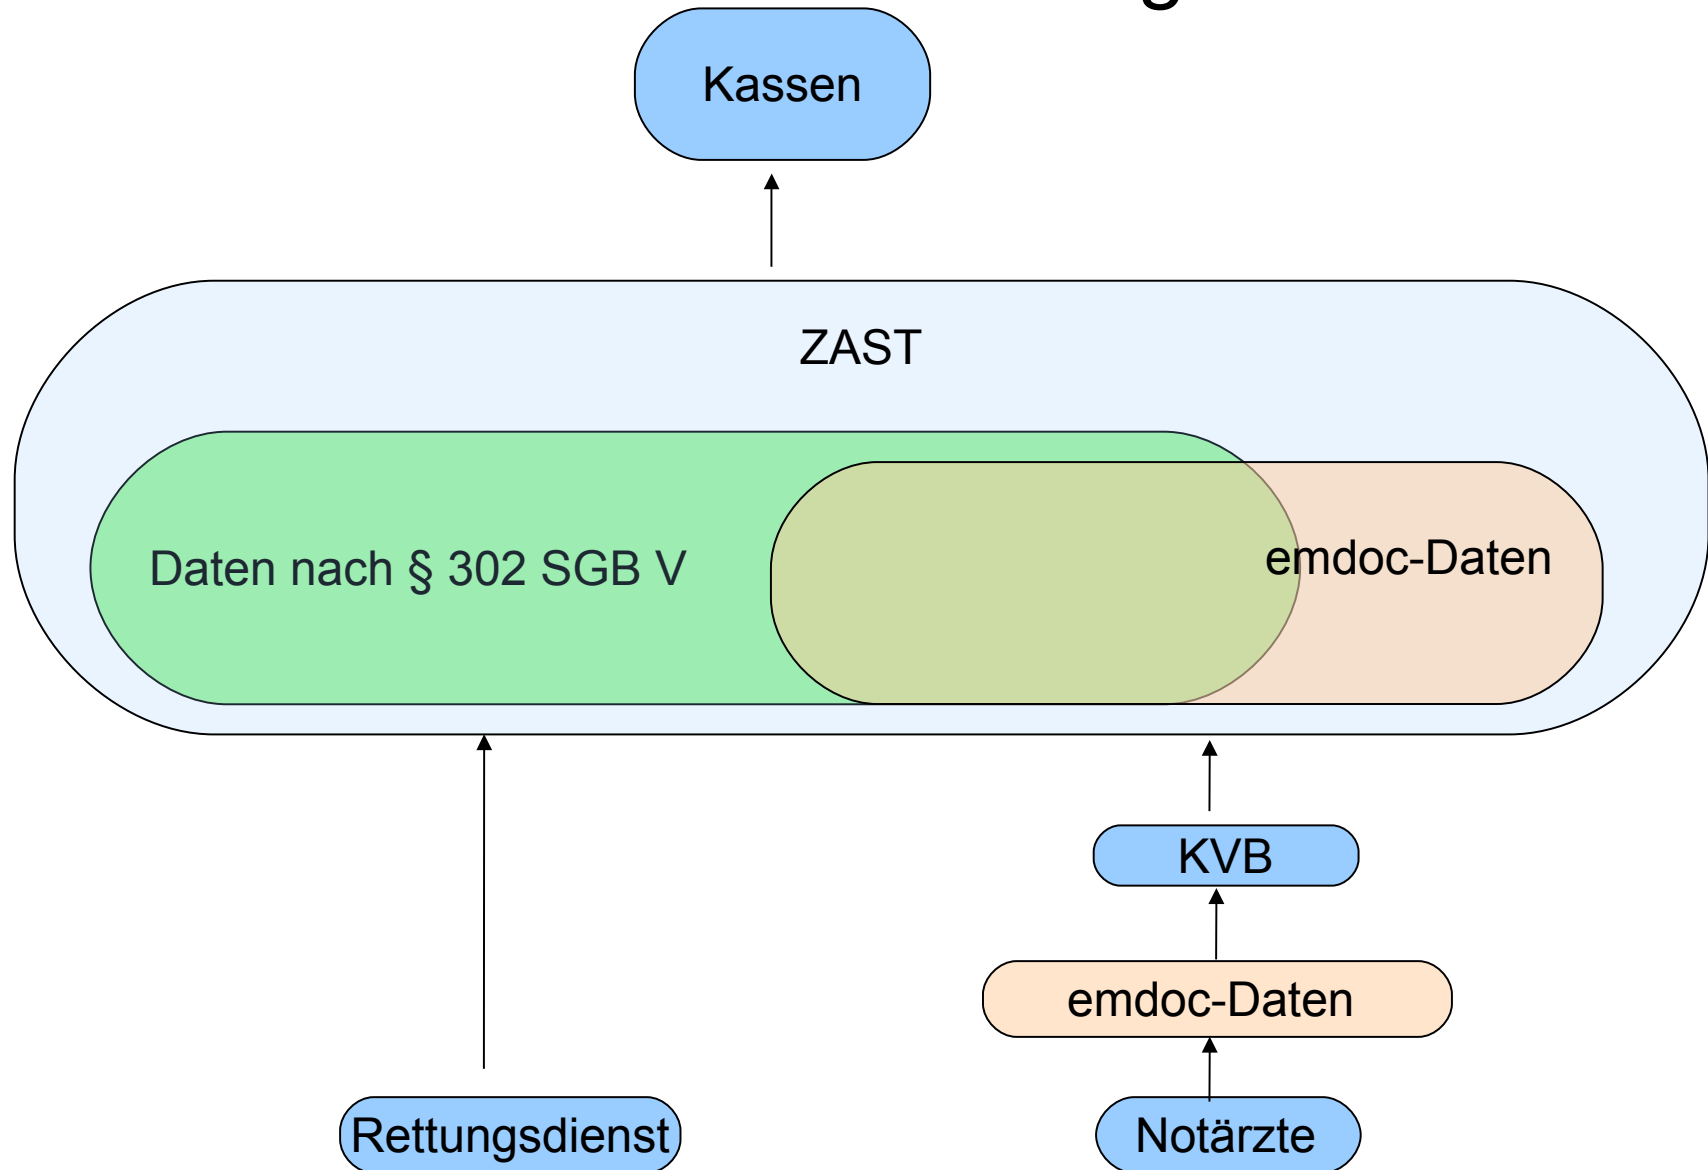 Kassen
ZAST
Daten nach § 302 SGB V
emdoc-Daten
KVB
emdoc-Daten
Rettungsdienst
Notärzte